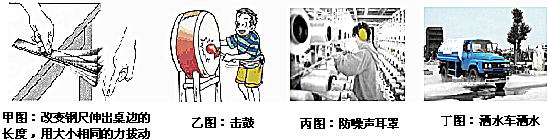 甲图：改变钢尺伸出桌边的
长度，用大小相同的力拨动
乙图：击鼓
丙图：防噪声耳罩
丁图：洒水车洒水